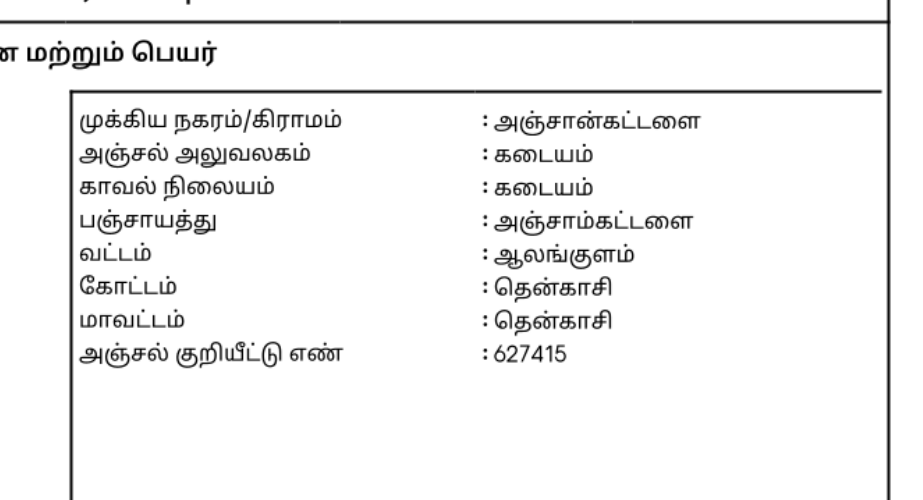 மற்றும் பெயர்
முக்கிய நகரம்/கிராமம் : அஞ்சான்கட்டளை
அஞ்சல் அலுவலகம் : கடையம்
காவல் நிலையம் : கடையம்
பஞ்சாயத்து : அஞ்சாம்கட்டளை
வட்டம் : ஆலங்குளம்
கோட்டம் : தென்காசி
மாவட்டம் : தென்காசி
அஞ்சல் குறியீட்டு எண் : 627415